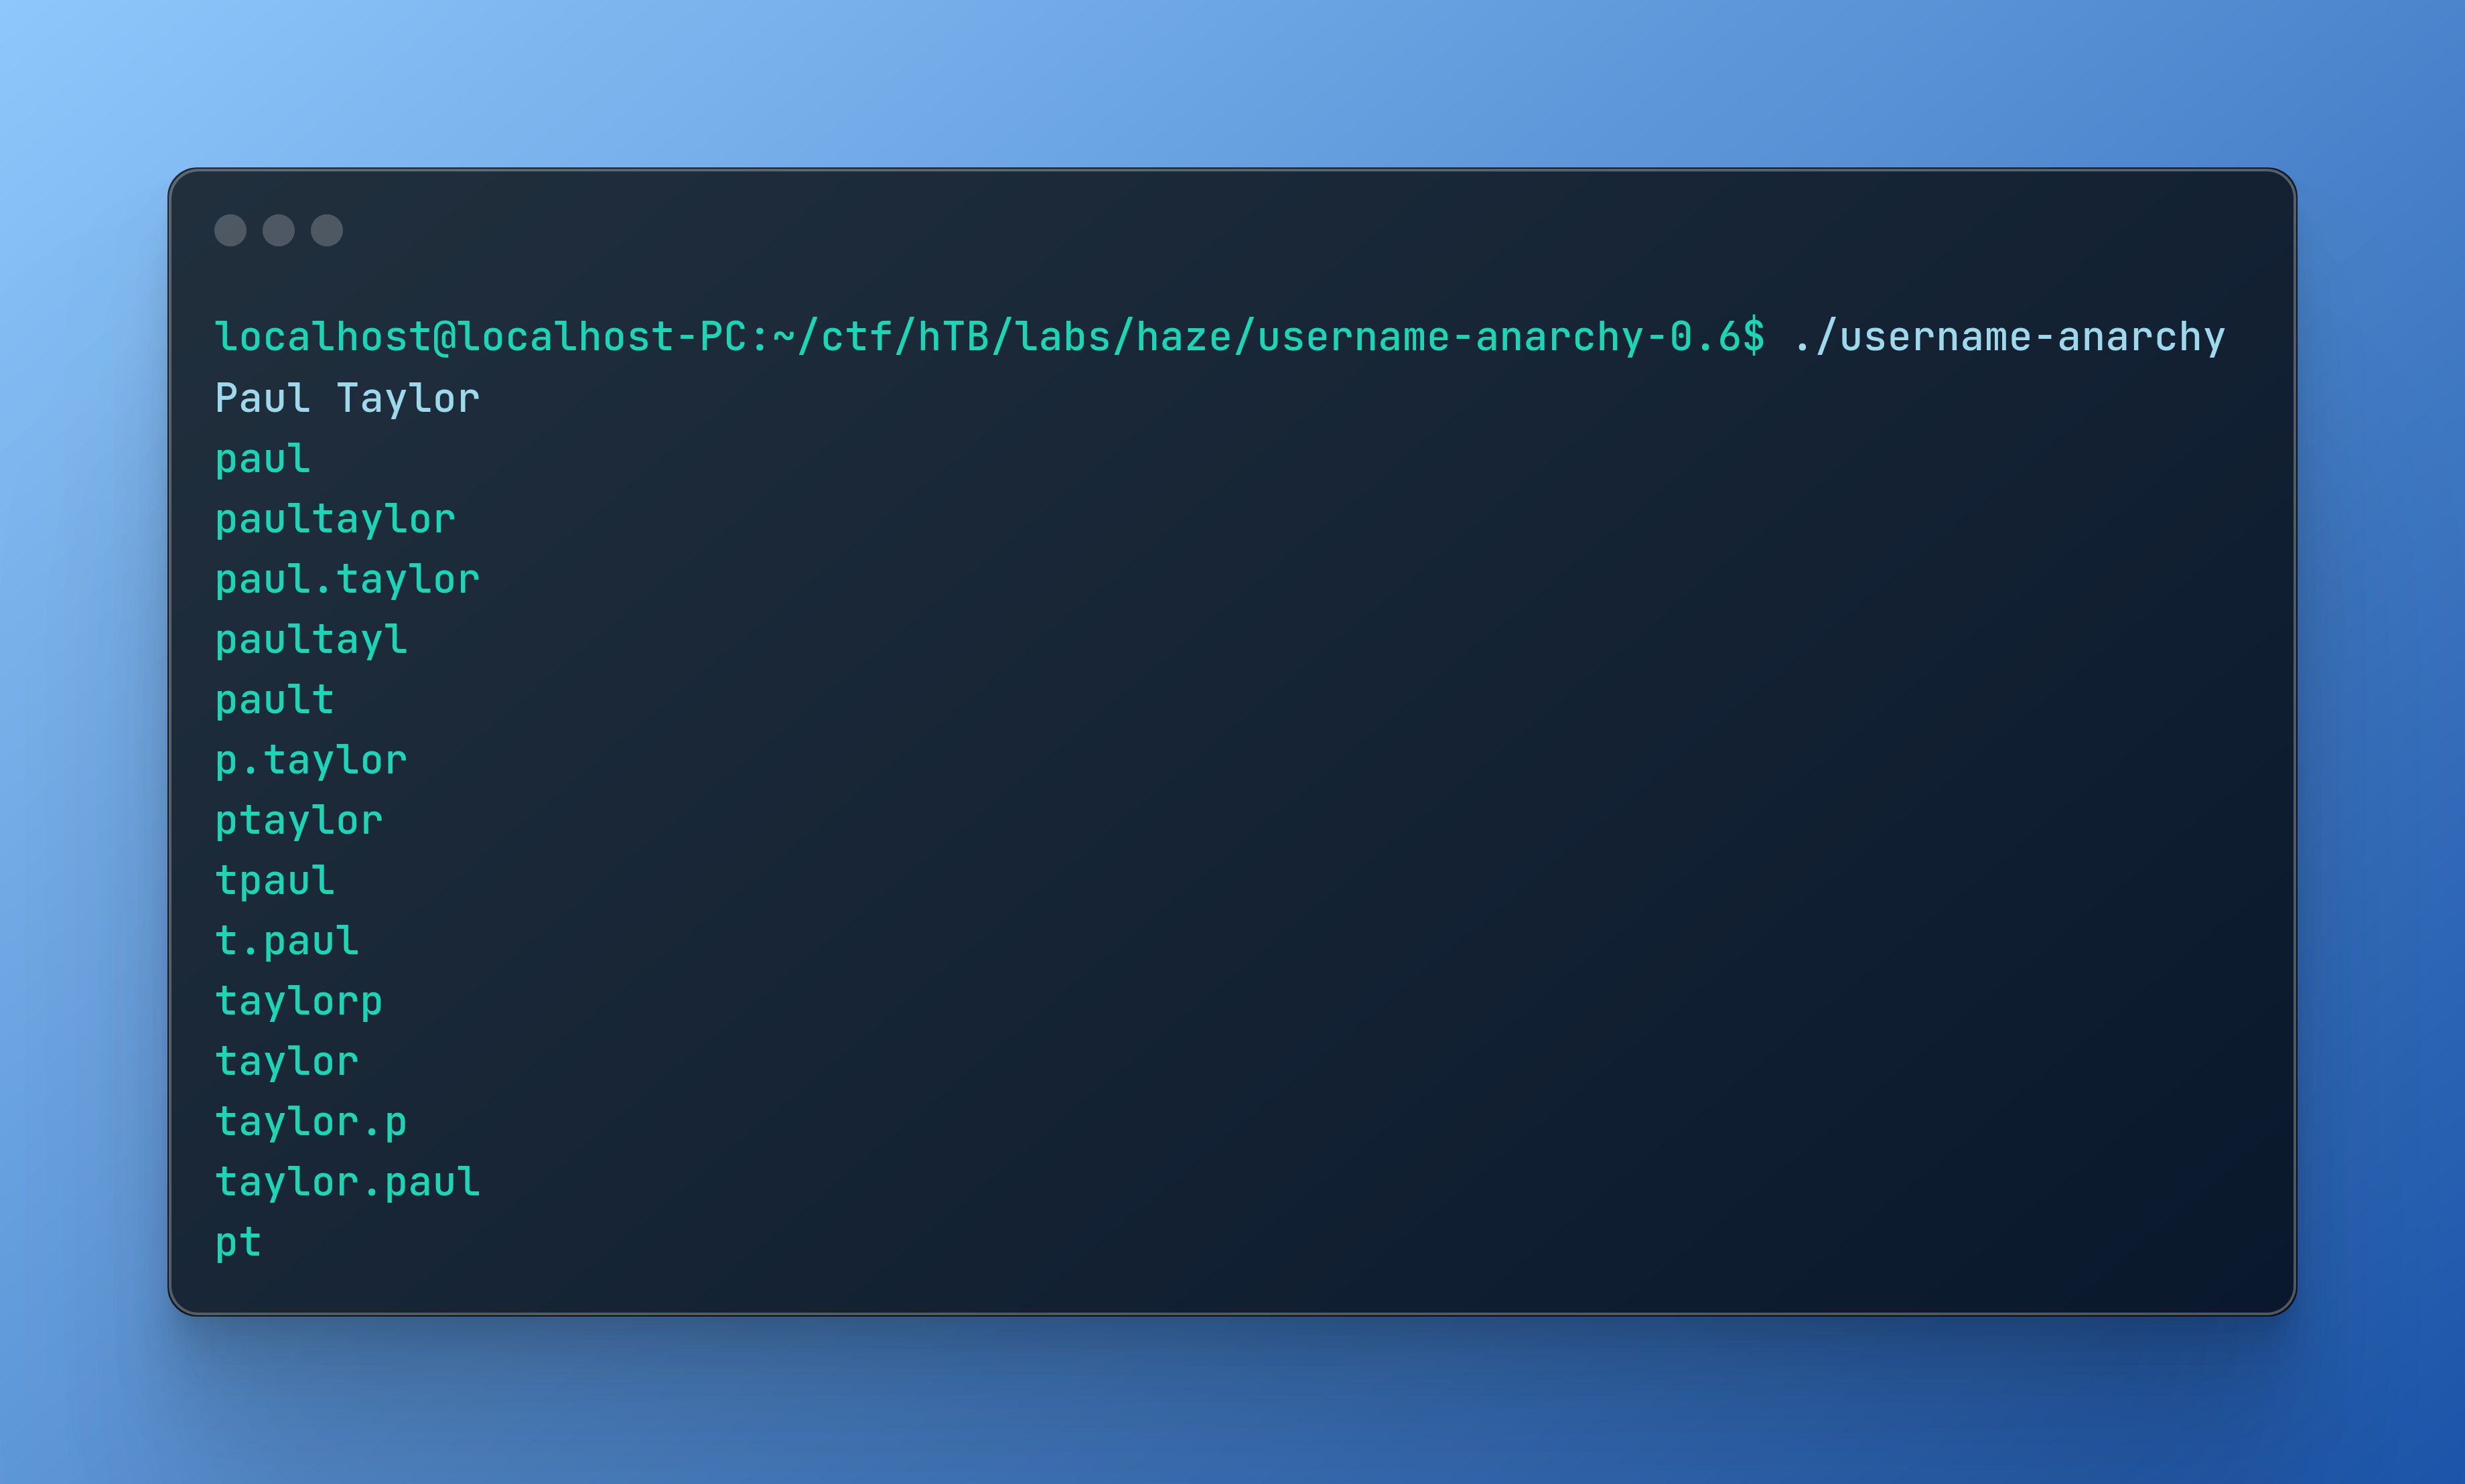 localhost@localhost-PC:~/ctf/hTB/labs/haze/username-anarchy-0.6$ ./username-anarchy
Paul Taylor
paul
paultaylor
paul.taylor
paultayl
pault
p.taylor
ptaylor
tpaul
t.paul
taylorp
taylor
taylor.p
taylor.paul
pt